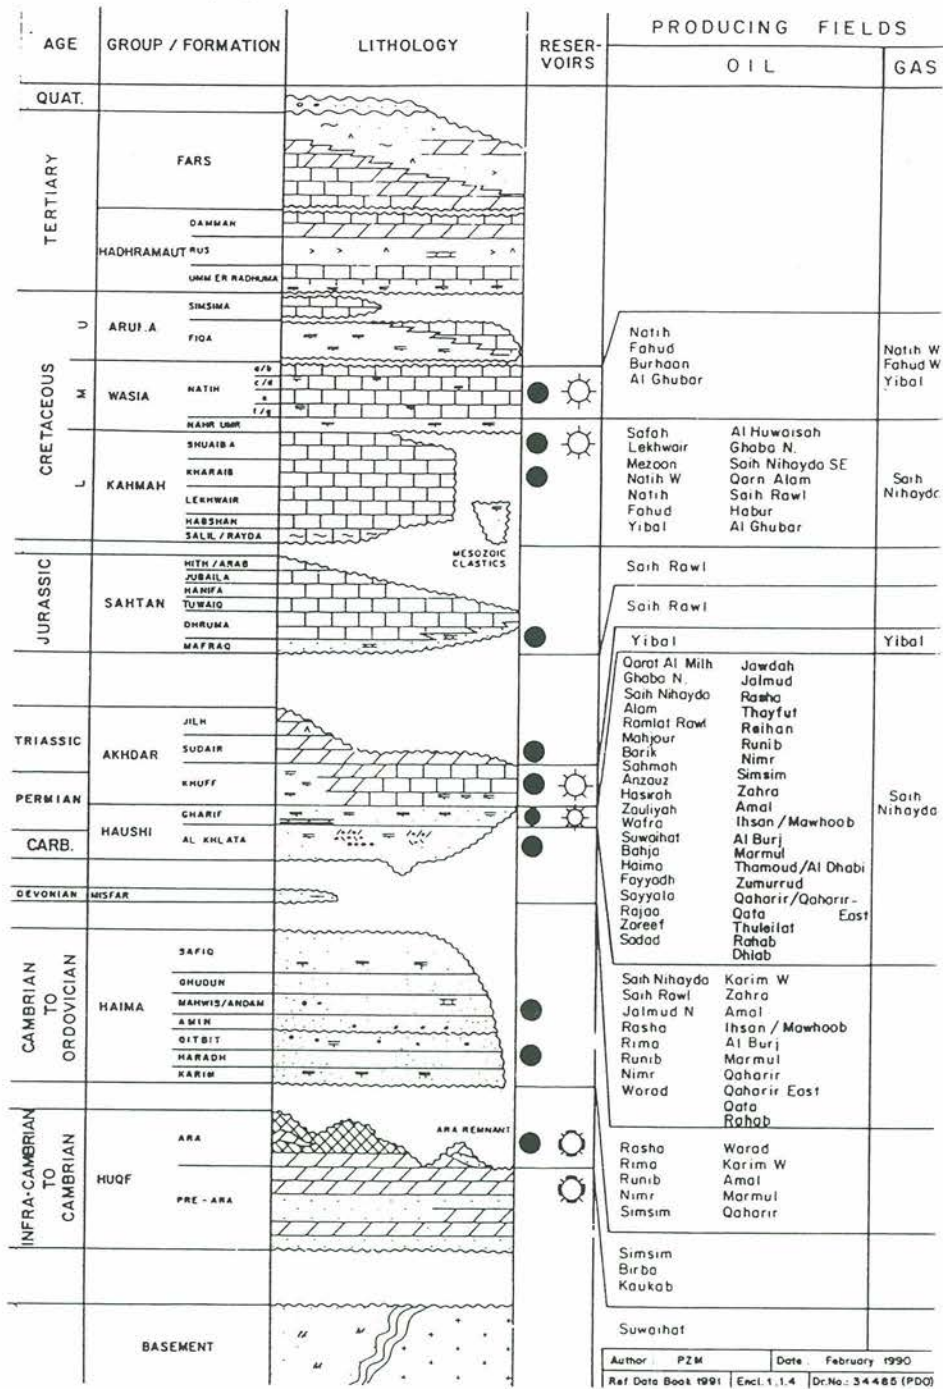 AGE
GROUP / FORMATION
LITHOLOGY
RESER-
VOIRS
PRODUCING FIELDS
OIL
GAS
QUAT.
TERTIARY
FARS
HADHRAMAUT
DAMMAM
RUS
UMM ER RADHUMA
CRETACEOUS
U
M
L
ARUMA
SIMSIMA
FIQA
WASIA
NATIH
a/b
c/d
e
f/g
NAHR UMR
KAHMAH
SHUAIBA
KHARAIB
LEKHWAIR
HABSHAN
SALIL/RAYDA
MESOZOIC
CLASTICS
JURASSIC
SAHTAN
HITH/ARAB
JUBAILA
HANIFA
TUWAIQ
DHRUMA
MAFRAQ
TRIASSIC
AKHDAR
JILH
SUDAIR
KHUFF
PERMIAN
HAUSHI
GHARIF
AL KHLATA
CARB.
DEVONIAN
MISFAR
CAMBRIAN
TO
ORDOVICIAN
HAIMA
SAFIQ
GHUDUN
MAHWIS/ANDAM
AMIN
QITBIT
HARADH
KARIM
INFRA-CAMBRIAN
TO
CAMBRIAN
HUQF
ARA
ARA REMNANT
PRE - ARA
BASEMENT
Natih
Fahud
Burhaan
Al Ghubar
Natih W
Fahud W
Yibal
Safah Al Huwaisah
Lekhwair Ghaba N.
Mezoon Saih Nihayda SE
Natih W Qarn Alam
Natih Saih Rawl
Fahud Habur
Yibal Al Ghubar
Saih
Nihayda
Saih Rawl
Saih Rawl
Yibal
Yibal
Qarat Al Milh Jawdah
Ghaba N. Jalmud
Saih Nihayda Rasha
Alam Thayfut
Ramlat Rawl Reihan
Mahjour Runib
Barik Nimr
Sahmah Simsim
Anzauz Zahra
Hasirah Amal
Zauliyah Ihsan/Mawhoob
Wafra Al Burj
Suwaihat Marmul
Bahja Thamoud/Al Dhabi
Haima Zumurrud
Fayyadh Qaharir/Qaharir-
Sayyala Qata East
Rajaa Thuleilat
Zareef Rahab
Sadad Dhiab
Saih
Nihayda
Saih Nihayda Karim W
Saih Rawl Zahra
Jalmud N Amal
Rasha Ihsan / Mawhoob
Rima Al Burj
Runib Marmul
Nimr Qaharir
Warad Qaharir East
Qata
Rahab
Rasha Warad
Rima Karim W
Runib Amal
Nimr Marmul
Simsim Qaharir
Simsim
Birba
Kaukab
Suwaihat
Author : PZM Date : February 1990
Ref Data Book 1991 Encl. 1.1.4 Dr. No.: 34465 (PDO)